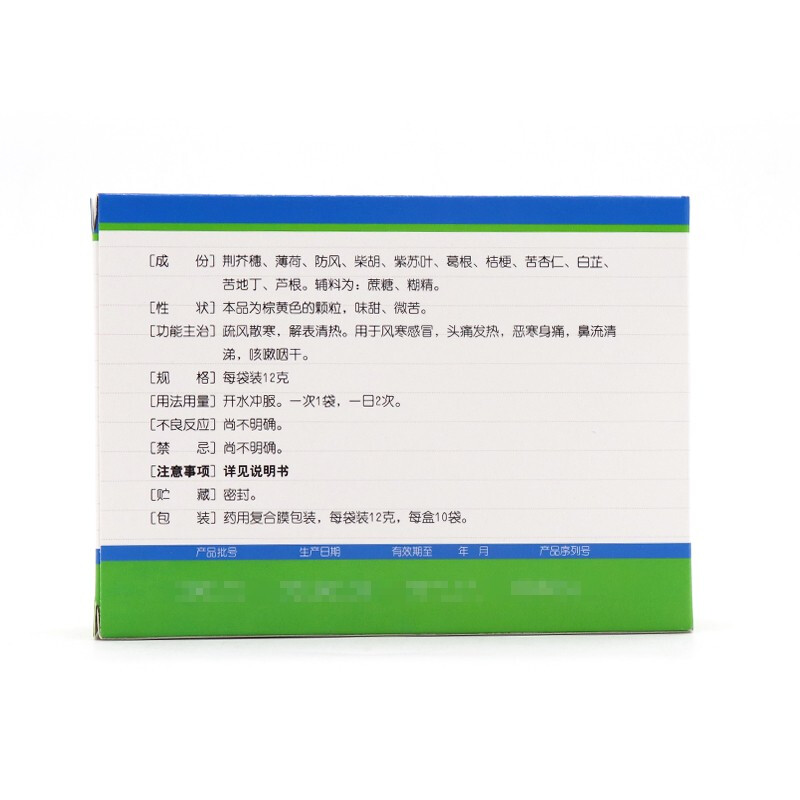 [成 份] 荆芥穗、薄荷、防风、柴胡、紫苏叶、葛根、桔梗、苦杏仁、白芷、
苦地丁、芦根。辅料为：蔗糖、糊精。
[性 状] 本品为棕黄色的颗粒，味甜、微苦。
[功能主治] 疏风散寒，解表清热。用于风寒感冒，头痛发热，恶寒身痛，鼻流清
涕，咳嗽咽干。
[规 格] 每袋装12克
[用法用量] 开水冲服。一次1袋，一日2次。
[不良反应] 尚不明确。
[禁 忌] 尚不明确。
[注意事项] 详见说明书
[贮 藏] 密封。
[包 装] 药用复合膜包装，每袋装12克，每盒10袋。
产品批号 生产日期 有效期至 年 月 产品序列号